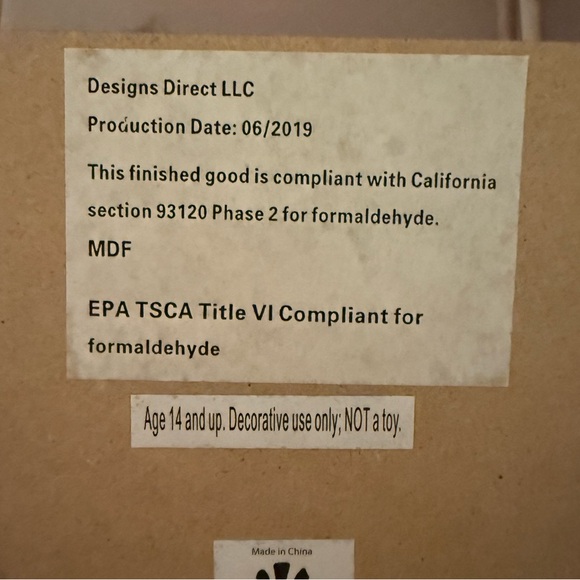 Designs Direct LLC
Production Date: 06/2019
This finished good is compliant with California
section 93120 Phase 2 for formaldehyde.
MDF
EPA TSCA Title VI Compliant for
formaldehyde
Age 14 and up. Decorative use only; NOT a toy.
Made in China